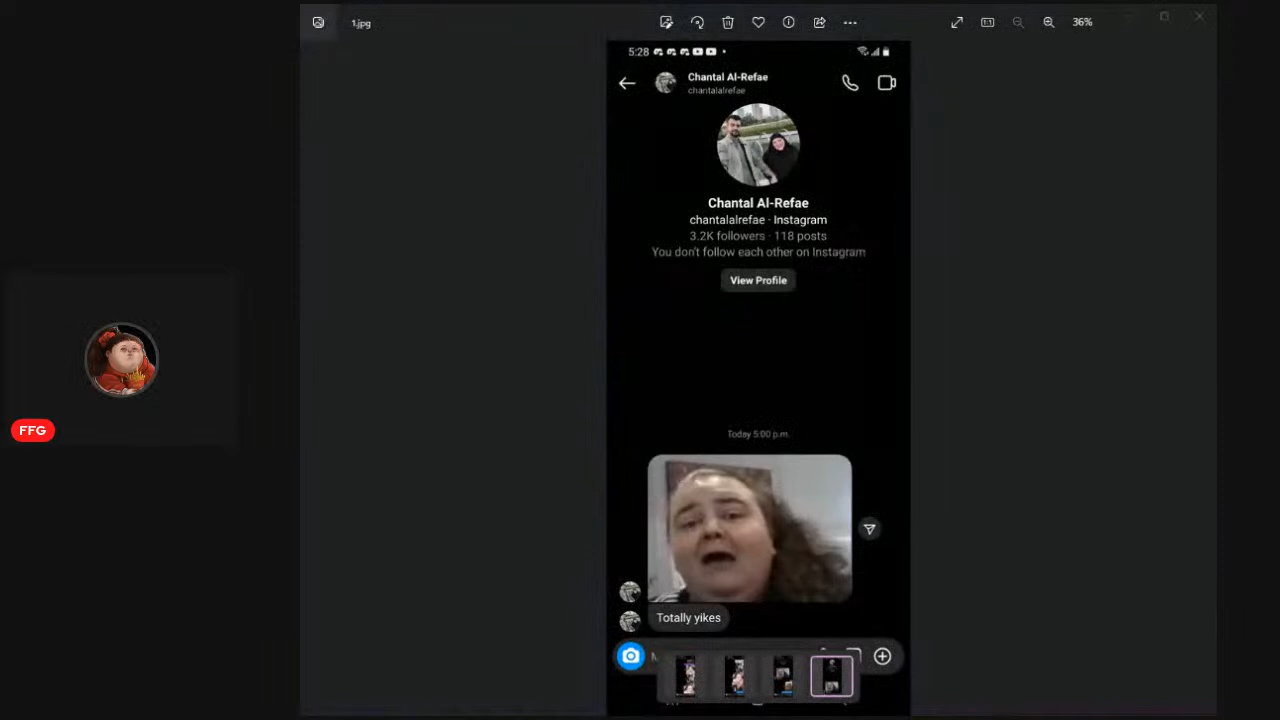 1.jpg
36%
5:28
Chantal Al-Refae
chantalalrefae
Chantal Al-Refae
chantalalrefae · Instagram
3.2K followers · 118 posts
You don't follow each other on Instagram
View Profile
Today 5:00 p.m.
Totally yikes
FFG